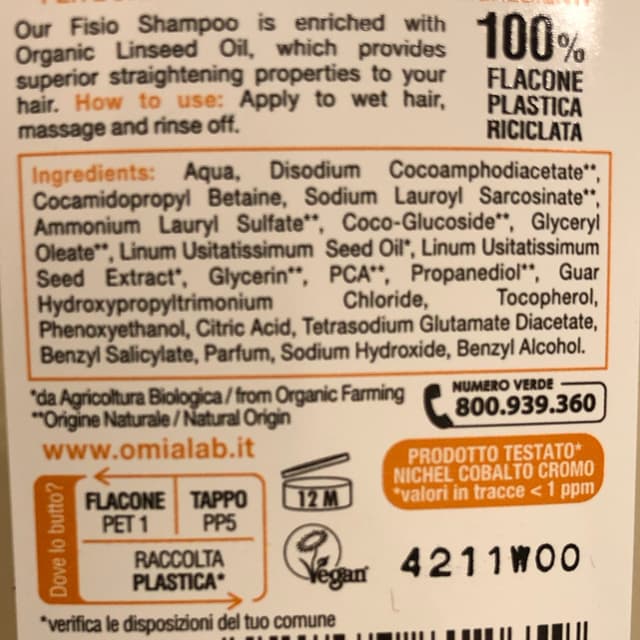 Our Fisio Shampoo is enriched with
Organic Linseed Oil, which provides
superior straightening properties to your
hair. How to use: Apply to wet hair,
massage and rinse off.
100%
FLACONE
PLASTICA
RICICLATA
Ingredients: Aqua, Disodium Cocoamphodiacetate**,
Cocamidopropyl Betaine, Sodium Lauroyl Sarcosinate**,
Ammonium Lauryl Sulfate**, Coco-Glucoside**, Glyceryl
Oleate**, Linum Usitatissimum Seed Oil*, Linum Usitatissimum
Seed Extract*, Glycerin**, PCA**, Propanediol**, Guar
Hydroxypropyltrimonium Chloride, Tocopherol,
Phenoxyethanol, Citric Acid, Tetrasodium Glutamate Diacetate,
Benzyl Salicylate, Parfum, Sodium Hydroxide, Benzyl Alcohol.
*da Agricoltura Biologica / from Organic Farming
**Origine Naturale / Natural Origin
NUMERO VERDE
800.939.360
www.omialab.it
PRODOTTO TESTATO*
NICHEL COBALTO CROMO
*valori in tracce < 1 ppm
Dove lo butto?
FLACONE
PET 1
TAPPO
PP5
RACCOLTA
PLASTICA*
12 M
Vegan
4211W00
*verifica le disposizioni del tuo comune